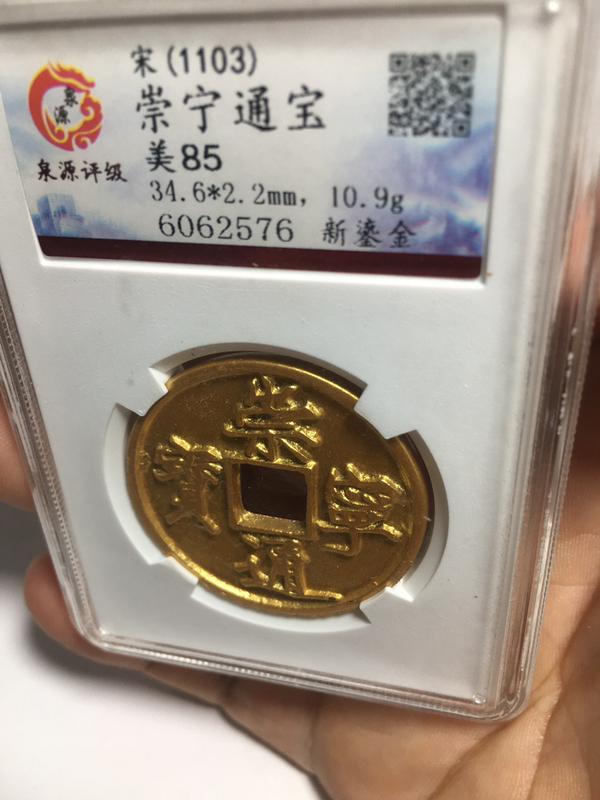 宋(1103)
崇宁通宝
美85
34.6*2.2mm, 10.9g
6062576 新鎏金
泉源
泉源评级
崇
寧
通
寳